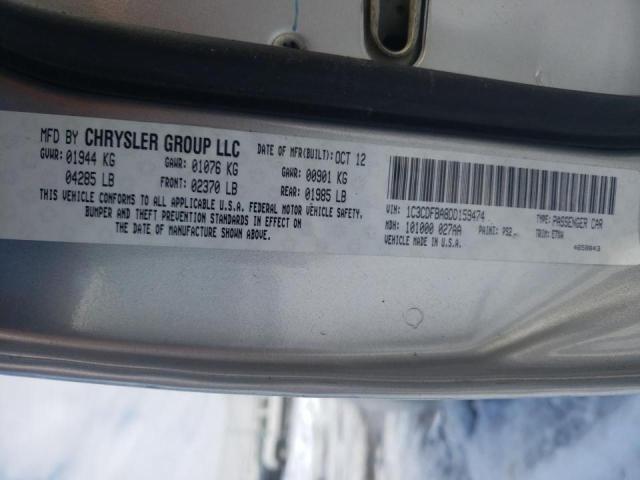 MFD BY CHRYSLER GROUP LLC DATE OF MFR(BUILT): OCT 12
GVWR: 01944 KG GAWR: 01076 KG GAWR: 00901 KG
04285 LB FRONT: 02370 LB REAR: 01985 LB
THIS VEHICLE CONFORMS TO ALL APPLICABLE U.S.A. FEDERAL MOTOR VEHICLE SAFETY,
BUMPER AND THEFT PREVENTION STANDARDS IN EFFECT ON
THE DATE OF MANUFACTURE SHOWN ABOVE.
VIN: 1C3CDFBA8DD159474 TYPE: PASSENGER CAR
MDH: 101000 027AA PAINT: PS2 TRIM:
VEHICLE MADE IN U.S.A.